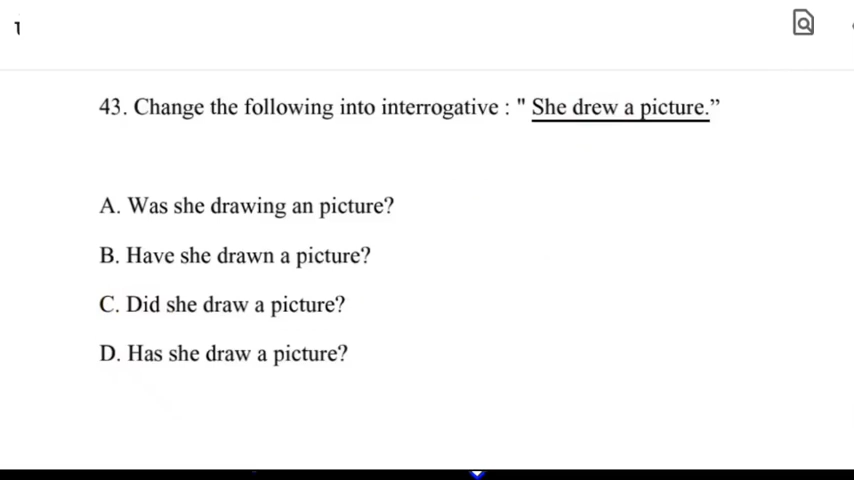 1
43. Change the following into interrogative : " She drew a picture.”
A. Was she drawing an picture?
B. Have she drawn a picture?
C. Did she draw a picture?
D. Has she draw a picture?